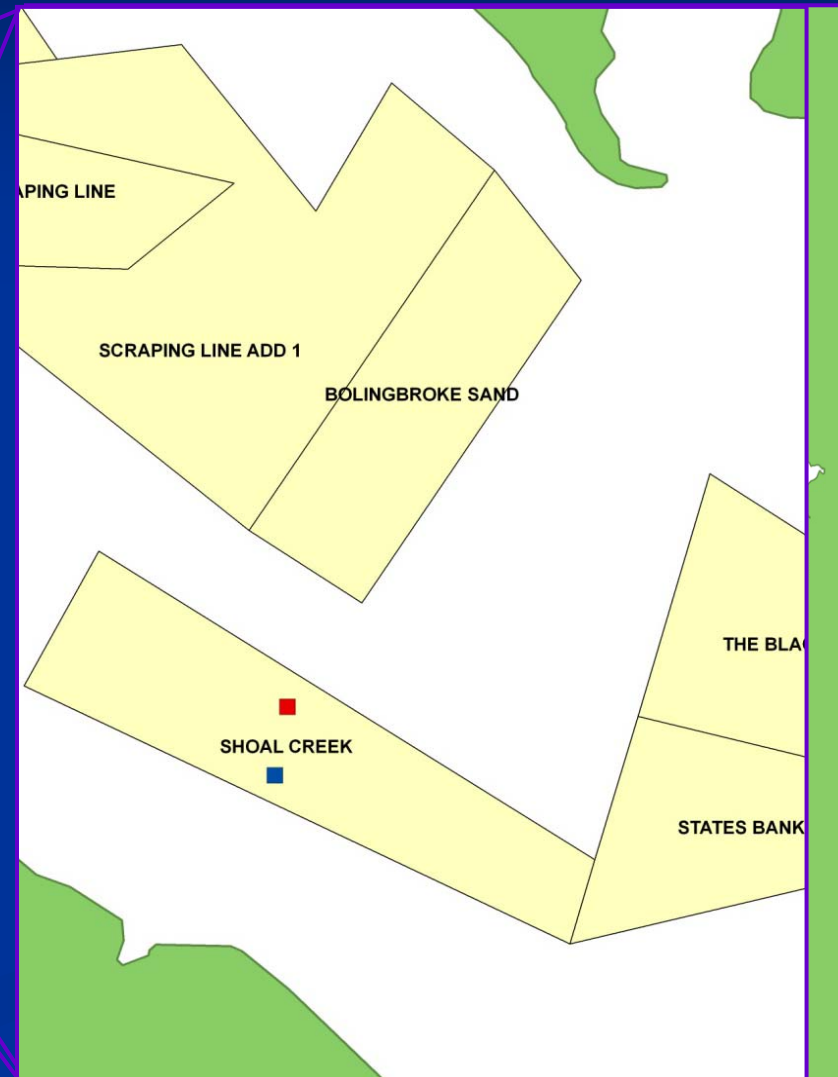 APING LINE
SCRAPING LINE ADD 1
BOLINGBROKE SAND
THE BLA
SHOAL CREEK
STATES BANK